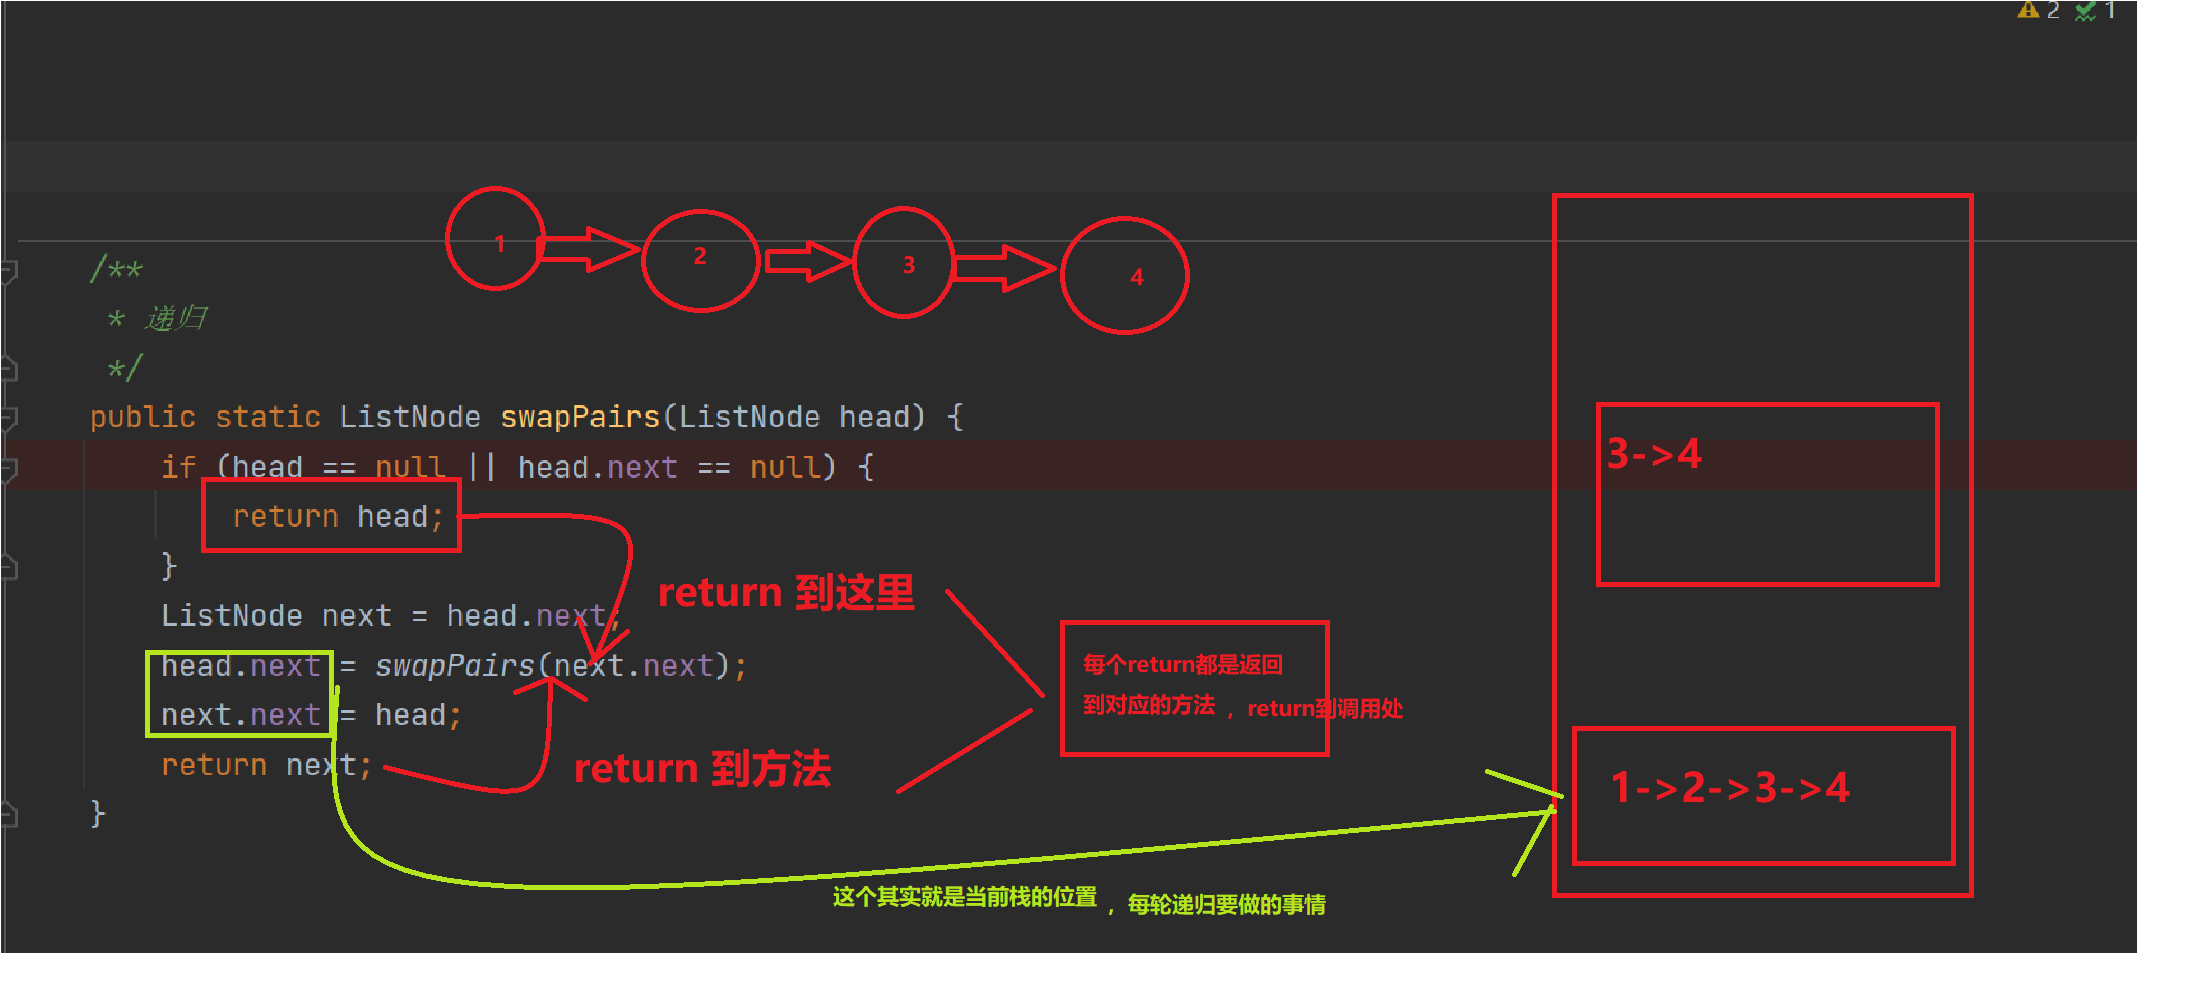 2 1
1
2
3
4
/**
* 递归
*/
public static ListNode swapPairs(ListNode head) {
if (head == null || head.next == null) {
3->4
return head;
}
return 到这里
ListNode next = head.next;
head.next = swapPairs(next.next);
每个return都是返回
到对应的方法 , return到调用处
next.next = head;
return next;
return 到方法
1->2->3->4
}
这个其实就是当前栈的位置 , 每轮递归要做的事情